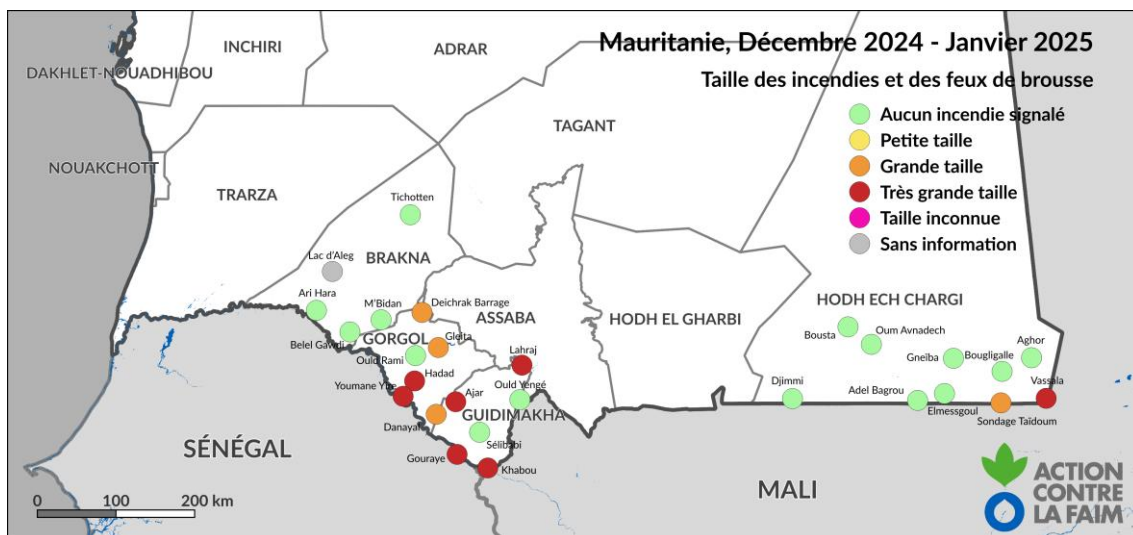 Mauritanie, Décembre 2024 - Janvier 2025
Taille des incendies et des feux de brousse
Aucun incendie signalé
Petite taille
Grande taille
Très grande taille
Taille inconnue
Sans information
INCHIRI
ADRAR
DAKHLET-NOUADHIBOU
TAGANT
NOUAKCHOTT
TRARZA
Tichotten
Lac d'Aleg
BRAKNA
Ari Hara
M'Bidan
Deichrak Barrage
ASSABA
HODH EL GHARBI
HODH ECH CHARGI
Bousta
Oum Avnadech
Belel Gawdi
GORGOL
Gleita
Ould Rami
Lahraj
Gneiba
Bougligalle
Aghor
Hadad
Youmane Yire
Ajar
Ould Yengé
Djimmi
Adel Bagrou
Vassala
GUIDIMAKHA
Elmessgoul
Sondage Taïdoum
Danayal
Sélibabi
SÉNÉGAL
Gouraye
Khabou
MALI
0 100 200 km
ACTION
CONTRE
LA FAIM